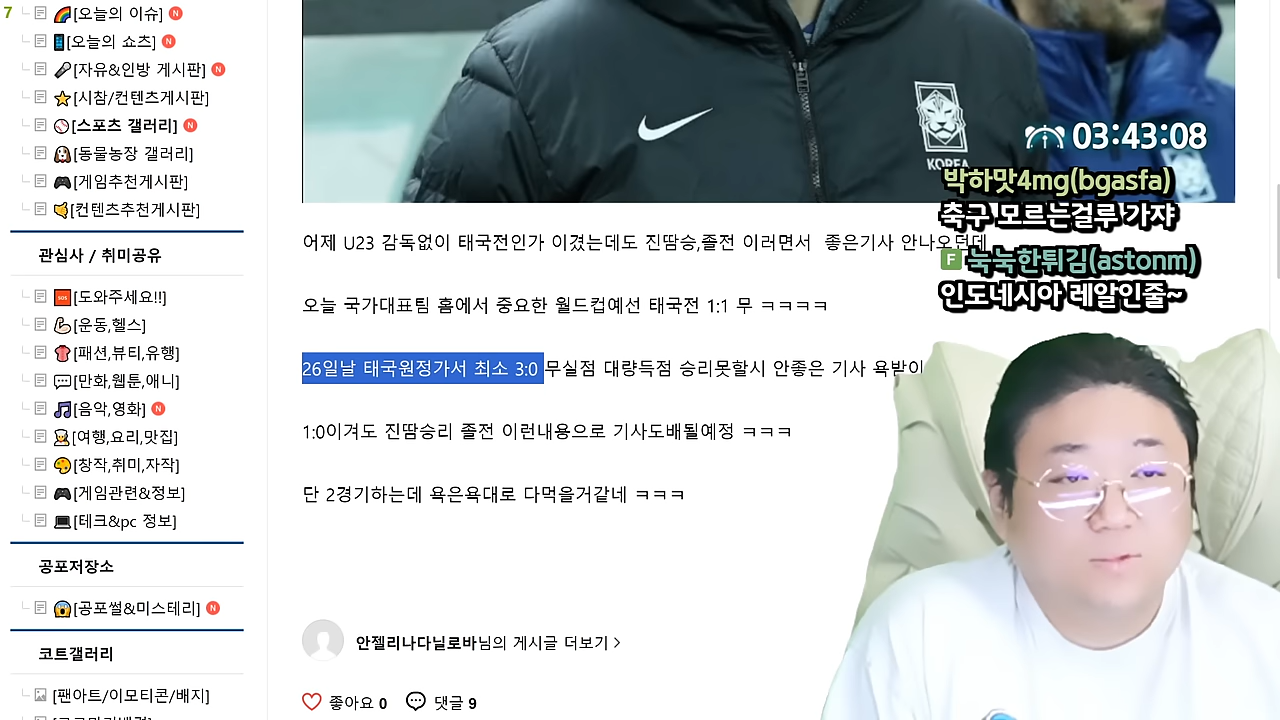 7
[오늘의 이슈] N
[오늘의 쇼츠] N
[자유&인방 게시판] N
[시참/컨텐츠게시판]
[스포츠 갤러리] N
[동물농장 갤러리]
[게임추천게시판]
[컨텐츠추천게시판]
관심사 / 취미공유
[도와주세요!!]
[운동,헬스]
[패션,뷰티,유행]
[만화,웹툰,애니]
[음악,영화] N
[여행,요리,맛집]
[창작,취미,자작]
[게임관련&정보]
[테크&pc 정보]
공포저장소
[공포썰&미스테리] N
코트갤러리
[팬아트/이모티콘/배지]
KOREA
03:43:08
박하맛4mg(bgasfa)
축구 모르는걸루 가쟈
F 눅눅한튀김(astonm)
인도네시아 레알인줄~
어제 U23 감독없이 태국전인가 이겼는데도 진땀승,졸전 이러면서 좋은기사 안나오던데
오늘 국가대표팀 홈에서 중요한 월드컵예선 태국전 1:1 무 ㅋㅋㅋㅋ
26일날 태국원정가서 최소 3:0 무실점 대량득점 승리못할시 안좋은 기사 욕받이
1:0이겨도 진땀승리 졸전 이런내용으로 기사도배될예정 ㅋㅋㅋ
단 2경기하는데 욕은욕대로 다먹을거같네 ㅋㅋㅋ
안젤리나다닐로바님의 게시글 더보기 >
좋아요 0 댓글 9